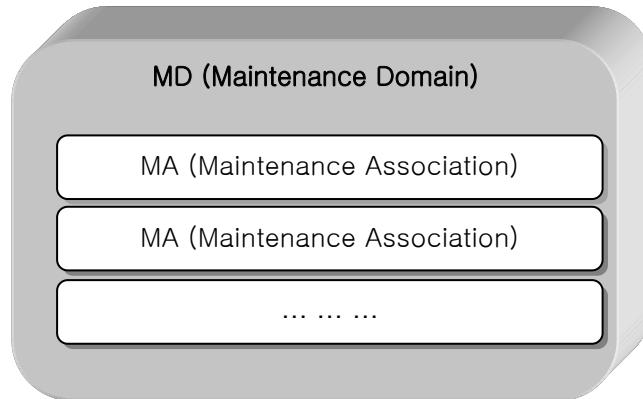 MD (Maintenance Domain)
MA (Maintenance Association)
MA (Maintenance Association)
... ... ...